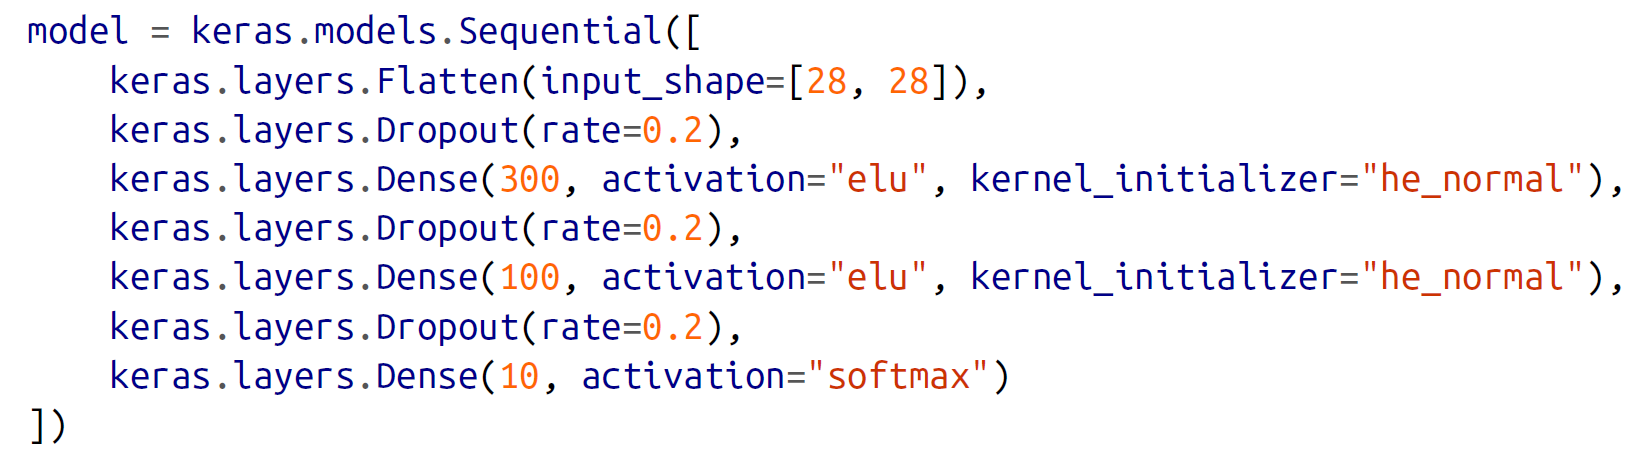 model = keras.models.Sequential([
    keras.layers.Flatten(input_shape=[28, 28]),
    keras.layers.Dropout(rate=0.2),
    keras.layers.Dense(300, activation="elu", kernel_initializer="he_normal"),
    keras.layers.Dropout(rate=0.2),
    keras.layers.Dense(100, activation="elu", kernel_initializer="he_normal"),
    keras.layers.Dropout(rate=0.2),
    keras.layers.Dense(10, activation="softmax")
])